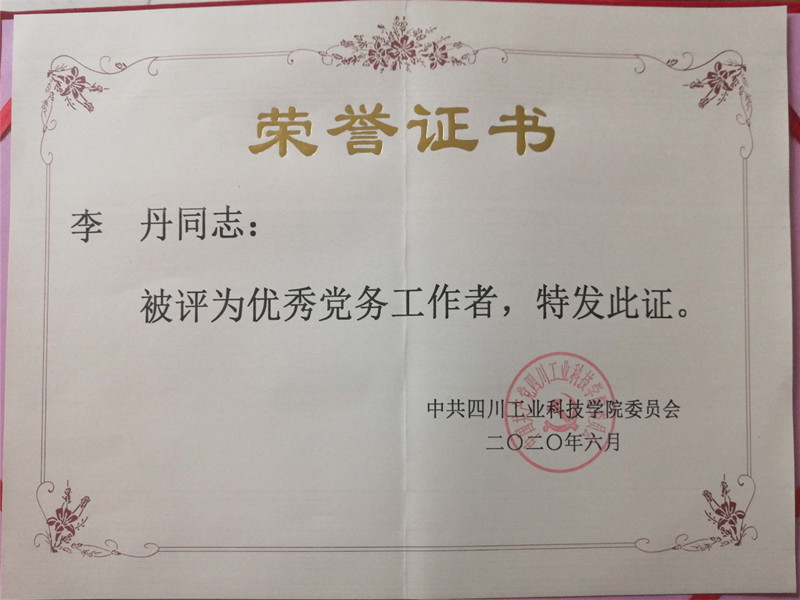 荣誉证书
李 丹同志：
被评为优秀党务工作者，特发此证。
中共四川工业科技学院委员会
二〇二〇年六月